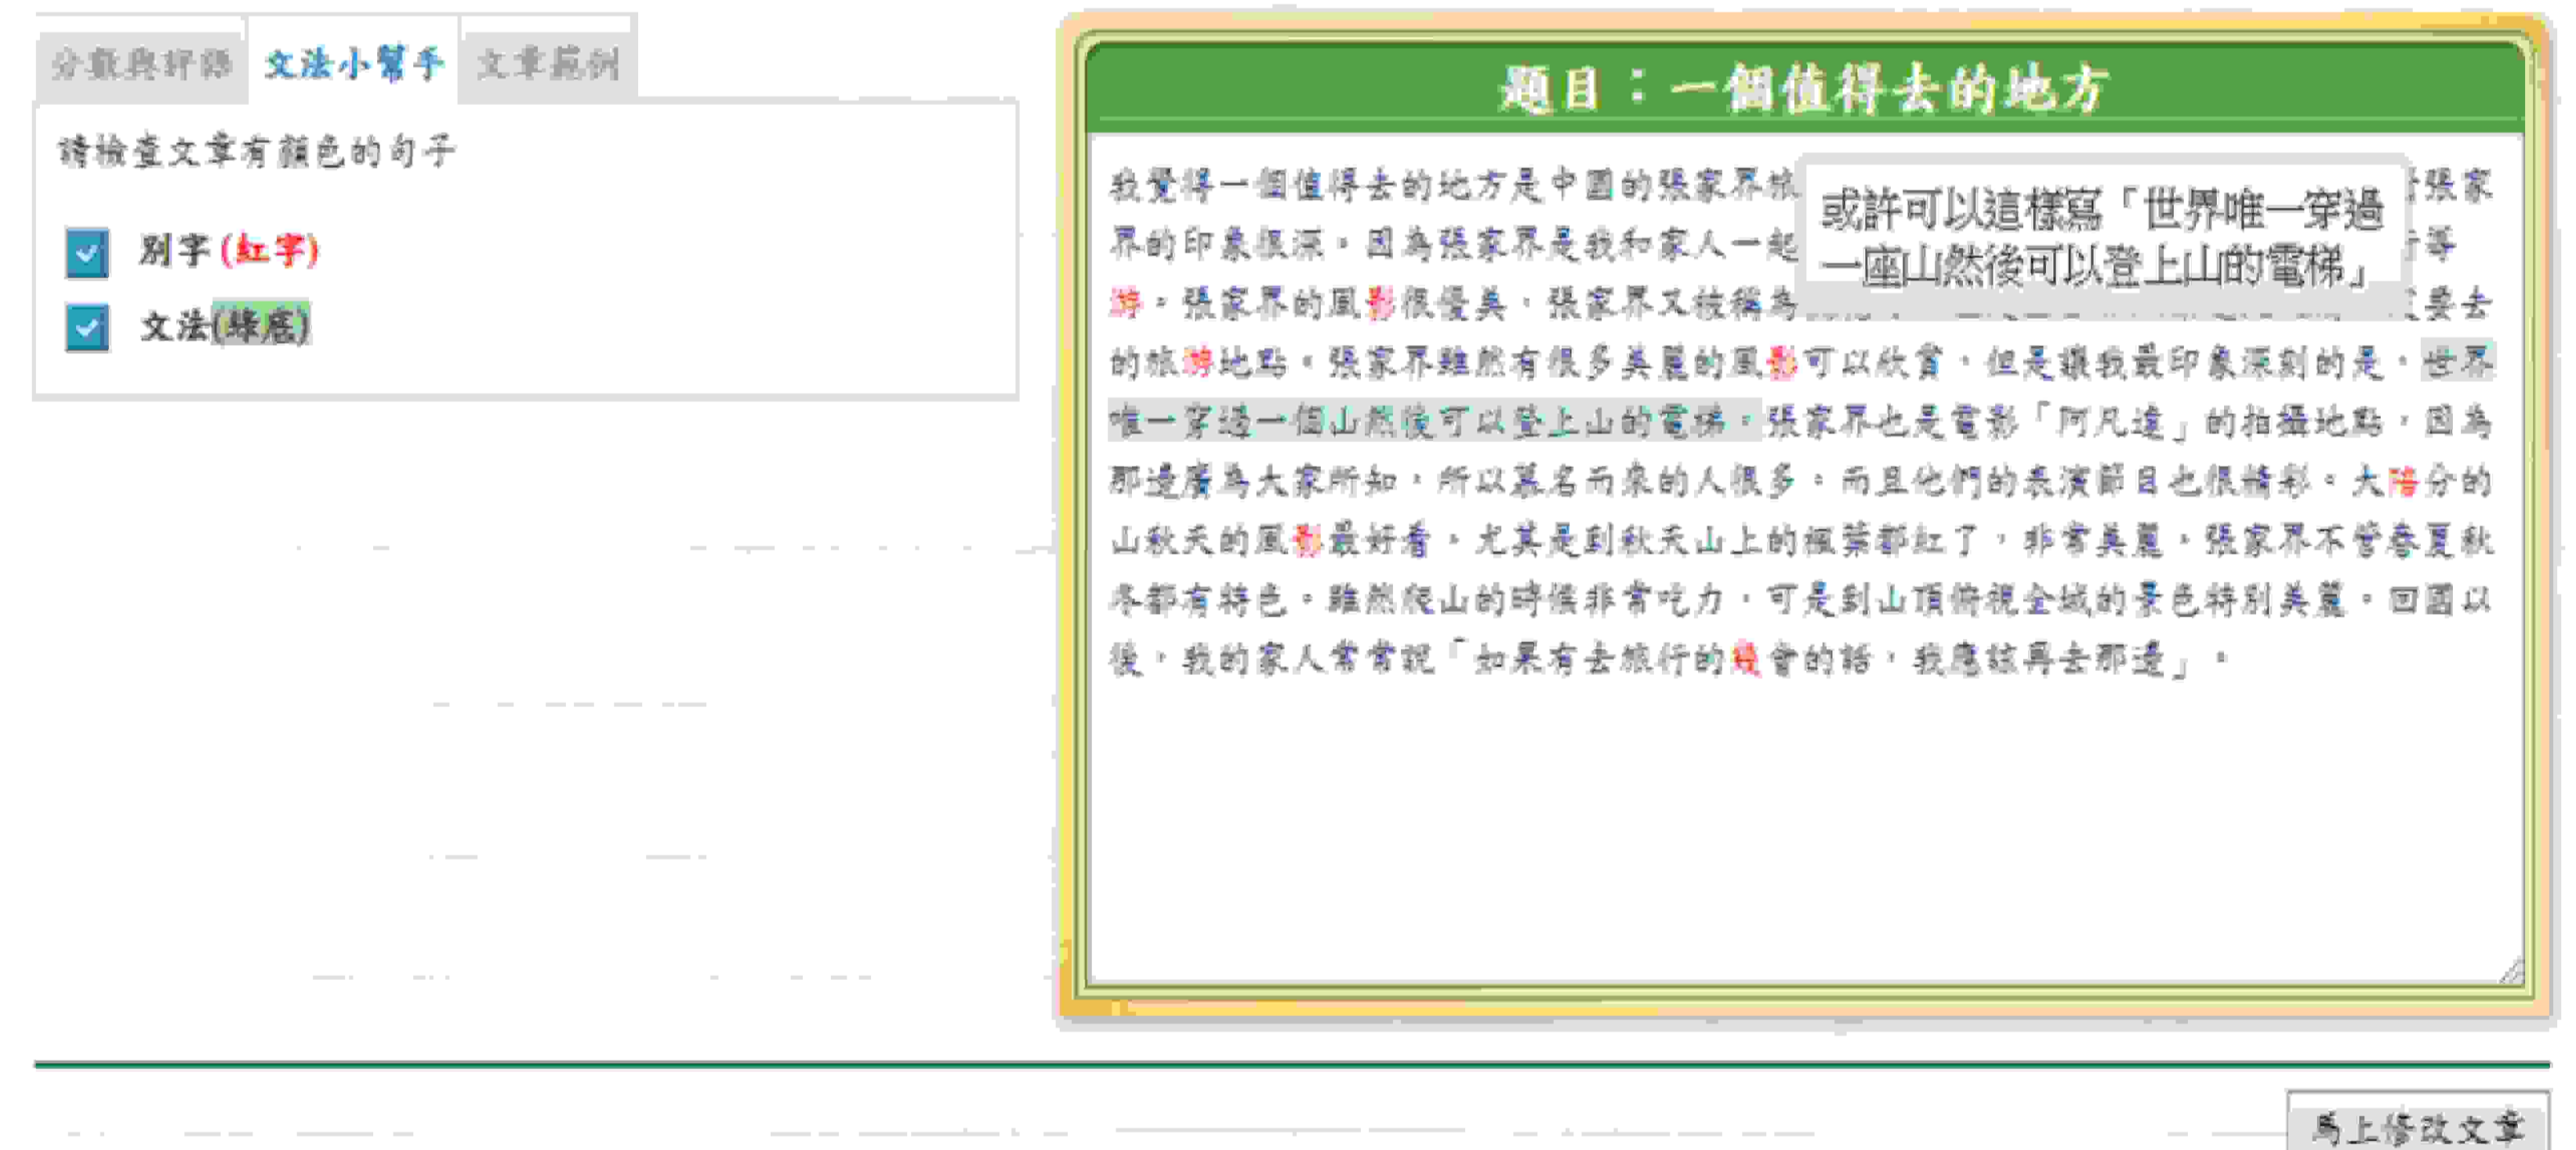 分數與評語
文法小幫手
文章範例
請檢查文章有顏色的句子
別字(紅字)
文法(綠底)
題目：一個值得去的地方
我覺得一個值得去的地方是中國的張家界旅
張家
界的印象很深。因為張家界是我和家人一起
行導
游。張家界的風影很優美，張家界又被稱為
定要去
的旅游地點。張家界雖然有很多美麗的風影可以欣賞，但是讓我最印象深刻的是，世界
唯一穿過一個山然後可以登上山的電梯，張家界也是電影「阿凡達」的拍攝地點，因為
那邊廣為大家所知，所以慕名而來的人很多。而且他們的表演節目也很精彩。大陪分的
山秋天的風影最好看，尤其是到秋天山上的楓葉都紅了，非常美麗。張家界不管春夏秋
冬都有特色。雖然爬山的時候非常吃力，可是到山頂俯視全城的景色特別美麗。回國以
後，我的家人常常說「如果有去旅行的會的話，我應該再去那邊」。
或許可以這樣寫「世界唯一穿過
一座山然後可以登上山的電梯」
馬上修改文章